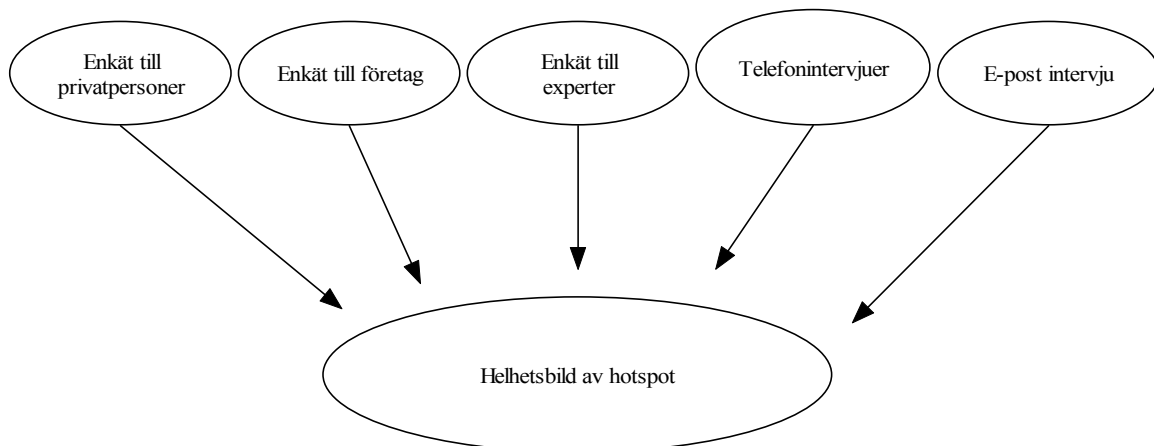 Enkät till
privatpersoner
Enkät till företag
Enkät till
experter
Telefonintervjuer
E-post intervju
Helhetsbild av hotspot